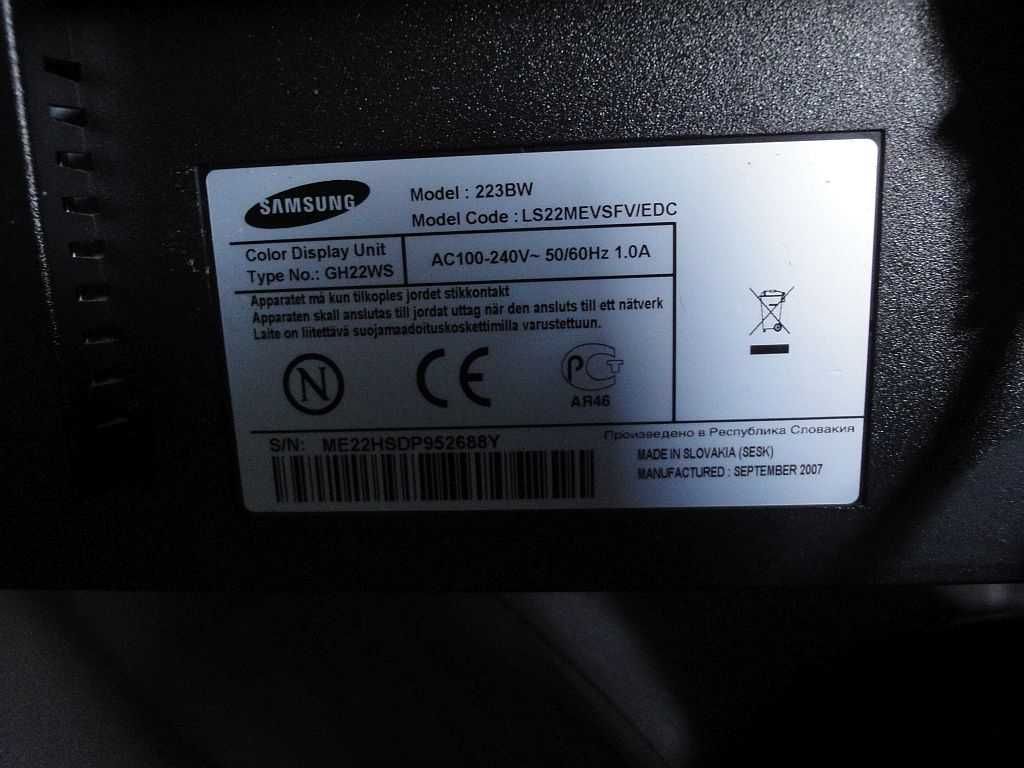 SAMSUNG
Model : 223BW
Model Code : LS22MEVSFV/EDC
Color Display Unit
Type No.: GH22WS
AC100-240V~ 50/60Hz 1.0A
Apparatet må kun tilkoples jordet stikkontakt
Apparaten skall anslutas till jordat uttag när den ansluts till ett nätverk
Laite on liitettävä suojamaadoituskoskettimilla varustettuun.
N
CE
РСТ
AR46
S/N: ME22HSDP952688Y
Произведено в Республика Словакия
MADE IN SLOVAKIA (SESK)
MANUFACTURED : SEPTEMBER 2007